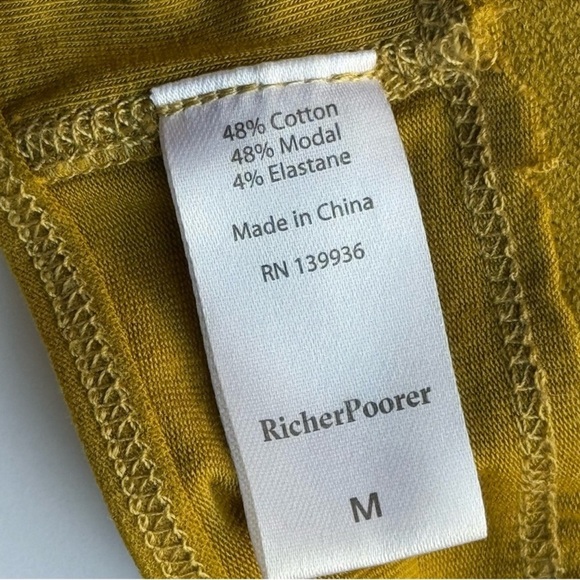 48% Cotton
48% Modal
4% Elastane
Made in China
RN 139936
RicherPoorer
M